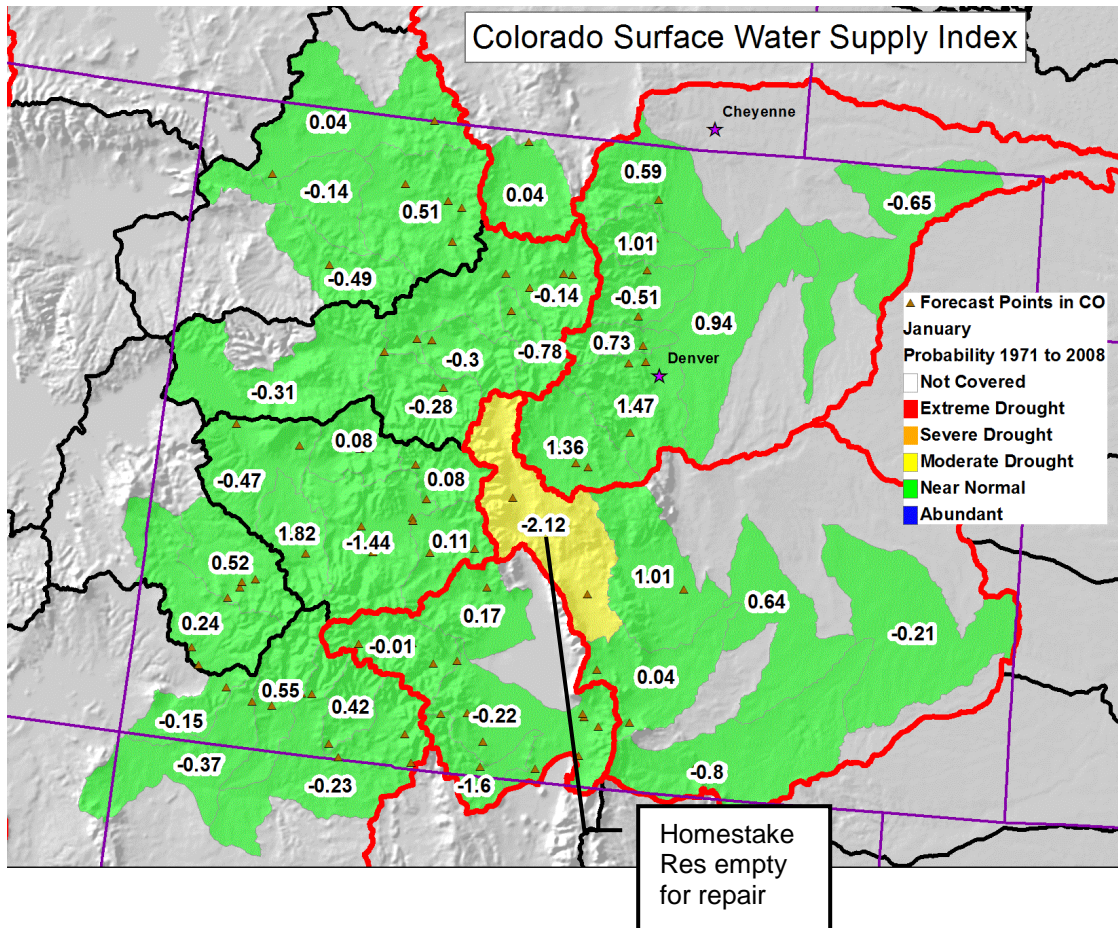 Colorado Surface Water Supply Index
Cheyenne
0.04
0.59
-0.14
0.04
-0.65
0.51
1.01
-0.49
-0.14
-0.51
0.94
Forecast Points in CO
January
Probability 1971 to 2008
Not Covered
Extreme Drought
Severe Drought
Moderate Drought
Near Normal
Abundant
-0.3
-0.78
0.73
Denver
-0.31
-0.28
1.47
0.08
1.36
-0.47
0.08
1.82
-1.44
0.11
-2.12
0.52
1.01
0.64
0.17
0.24
-0.01
-0.21
0.04
0.55
0.42
-0.15
-0.22
-0.37
-0.23
-1.6
-0.8
Homestake
Res empty
for repair